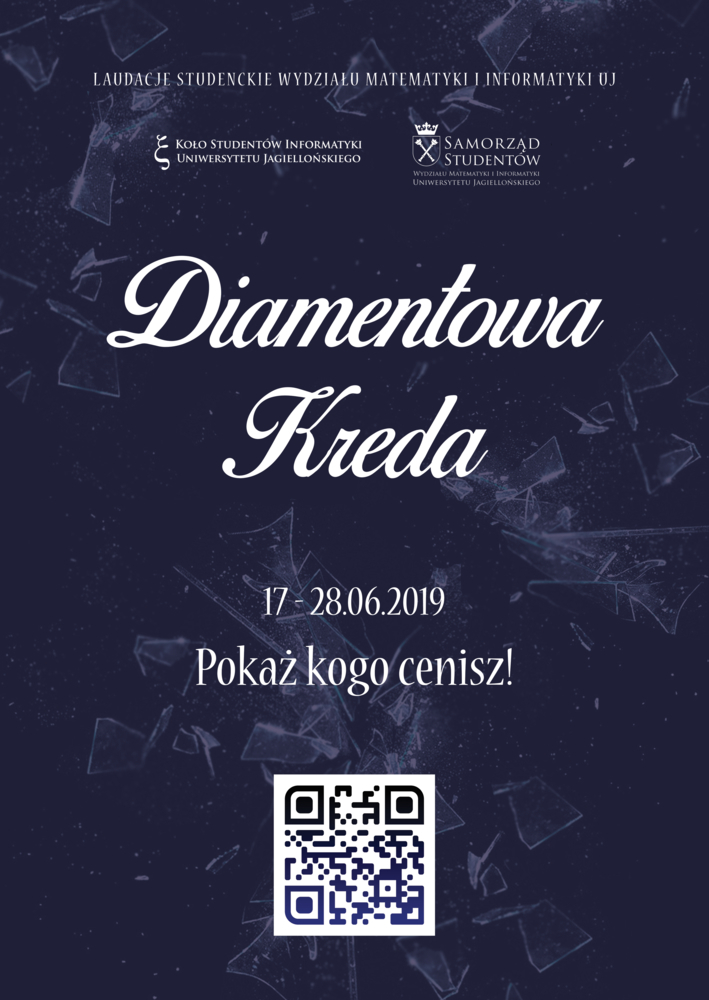 LAUDACJE STUDENCKIE WYDZIAŁU MATEMATYKI I INFORMATYKI UJ
KOŁO STUDENTÓW INFORMATYKI
UNIWERSYTETU JAGIELLOŃSKIEGO
SAMORZĄD
STUDENTÓW
WYDZIAŁU MATEMATYKI I INFORMATYKI
UNIWERSYTETU JAGIELLOŃSKIEGO
Diamentowa
Kreda
17 - 28.06.2019
Pokaż kogo cenisz!